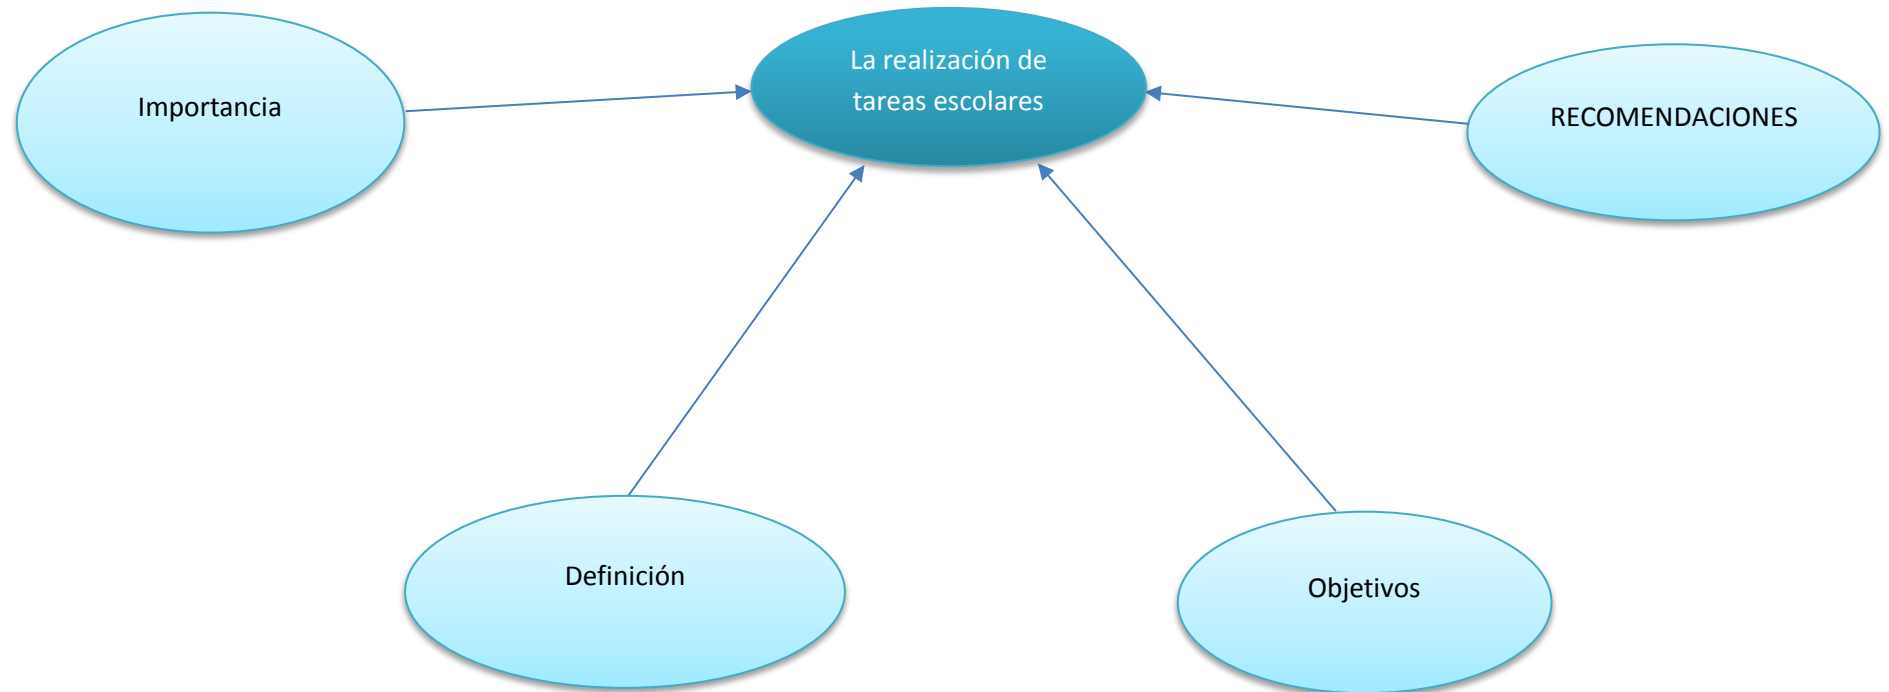 La realización de
tareas escolares
Importancia
RECOMENDACIONES
Definición
Objetivos